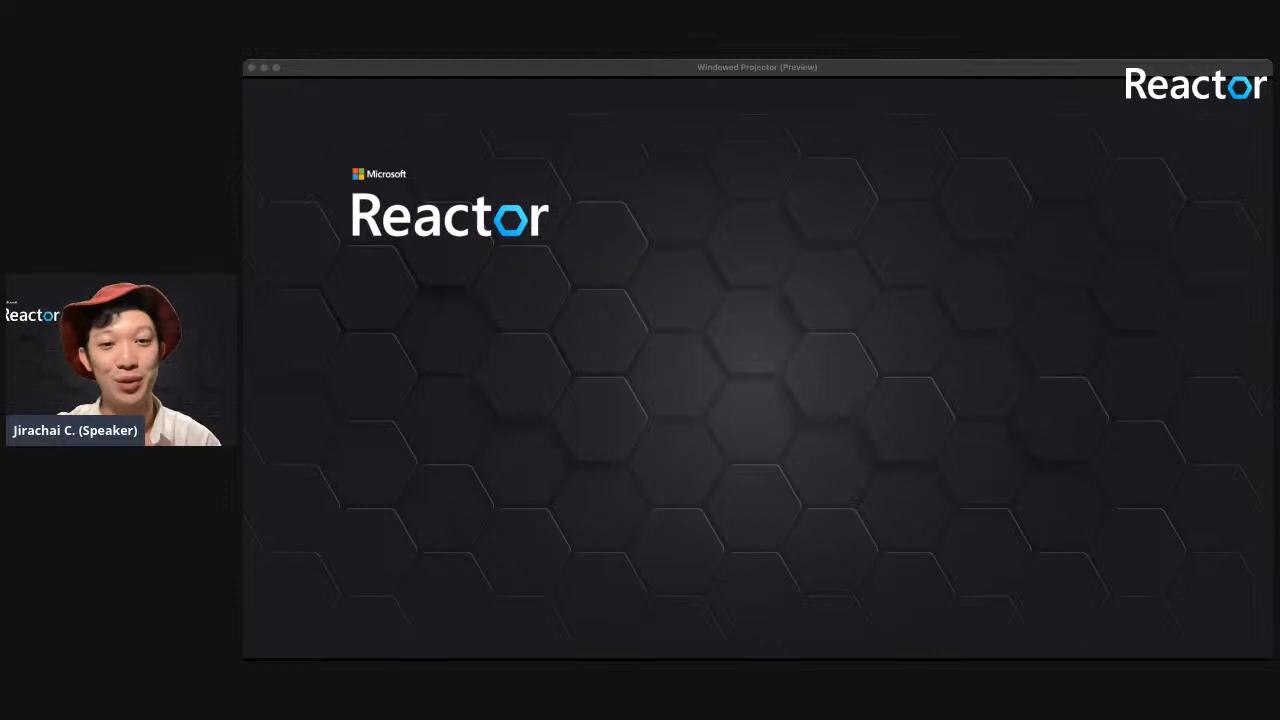 Windowed Projector (Preview)
Reactor
Microsoft
Reactor
Reactor
Jirachai C. (Speaker)